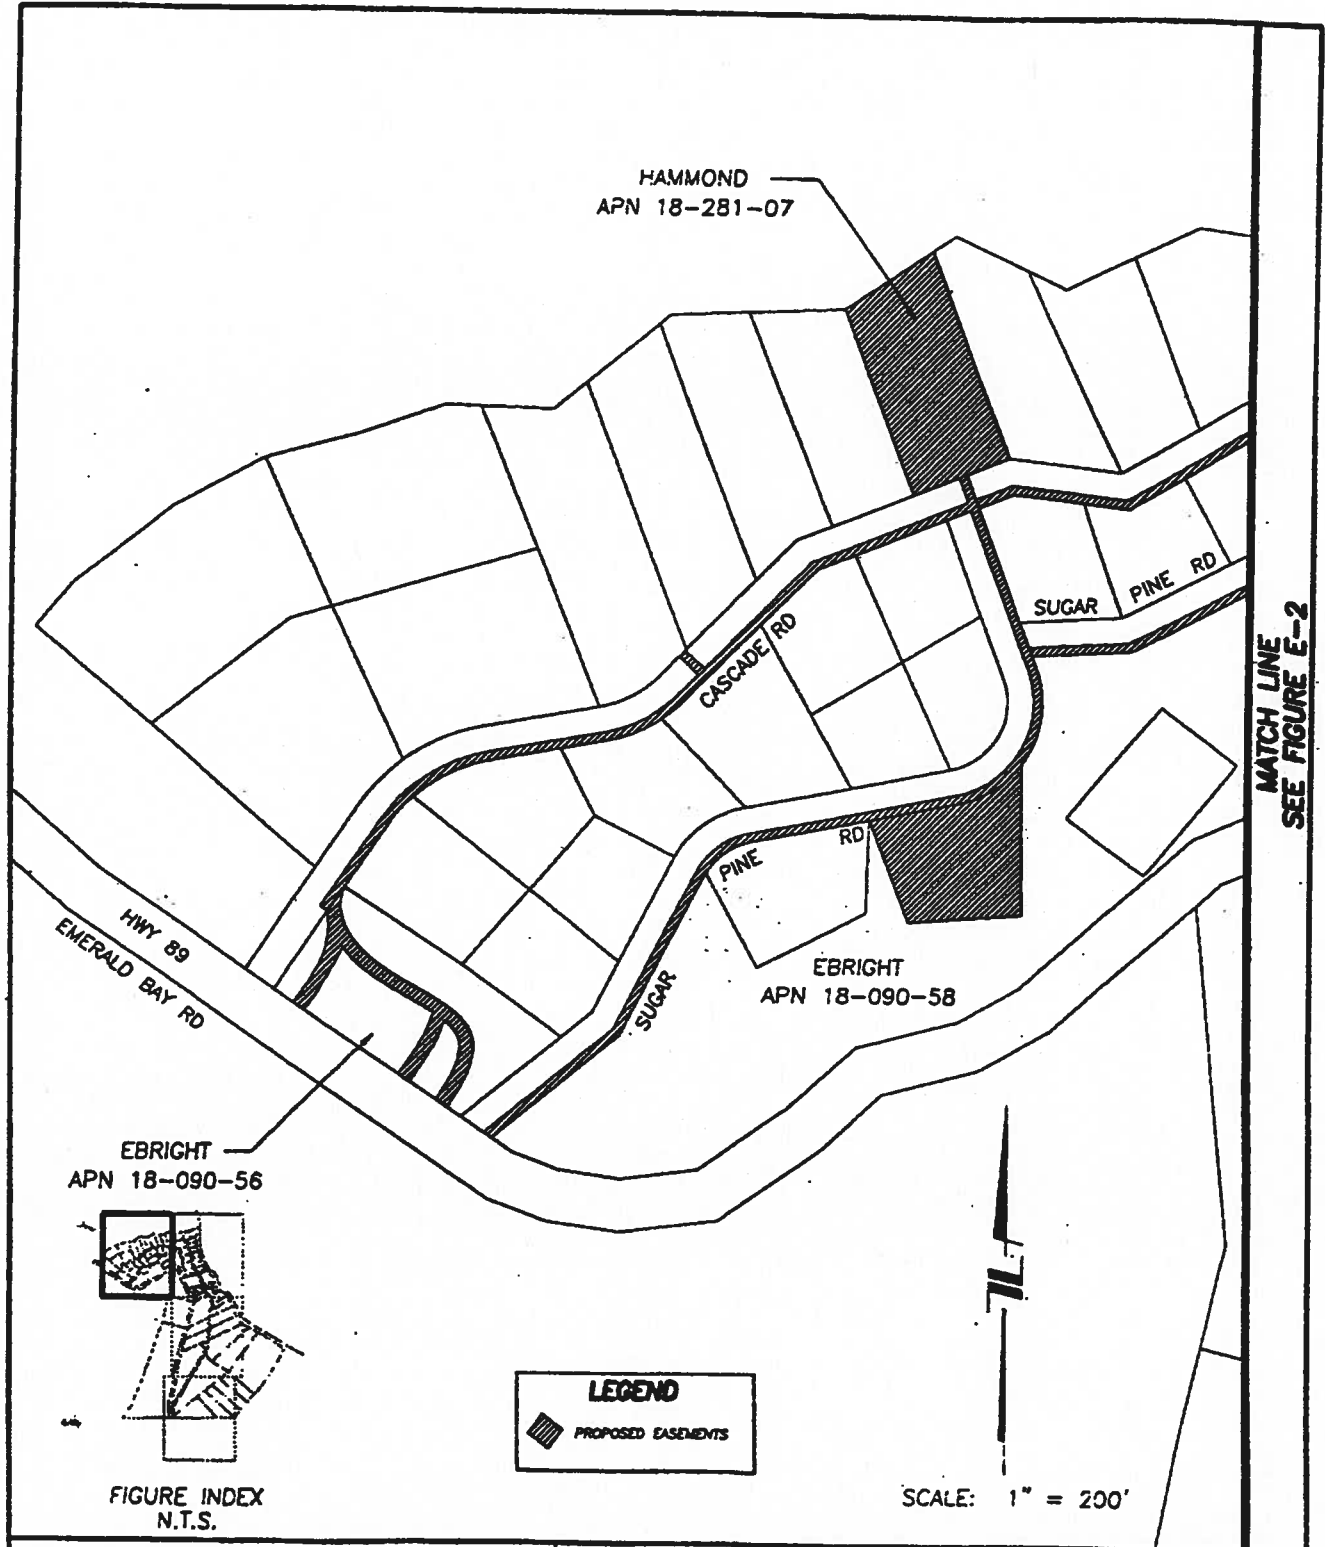 HAMMOND
APN 18-281-07
CASCADE RD
SUGAR PINE RD
MATCH LINE
SEE FIGURE E-2
HWY 89
EMERALD BAY RD
SUGAR PINE RD
EBRIGHT
APN 18-090-58
EBRIGHT
APN 18-090-56
LEGEND
PROPOSED EASEMENTS
FIGURE INDEX
N.T.S.
SCALE: 1" = 200'